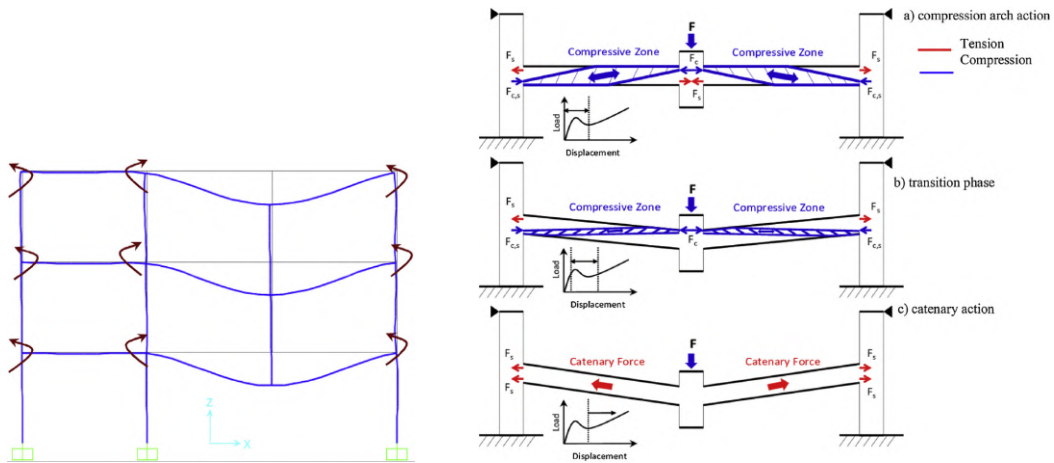 Z
X
a) compression arch action
F
Compressive Zone
Compressive Zone
Tension
Compression
Fs
Fc
Fs
Fc,s
Fs
Fc,s
Load
Displacement
b) transition phase
F
Compressive Zone
Compressive Zone
Fs
Fs
Fc,s
Fc
Fc,s
Load
Displacement
c) catenary action
F
Catenary Force
Catenary Force
Fs
Fs
Fs
Fs
Load
Displacement